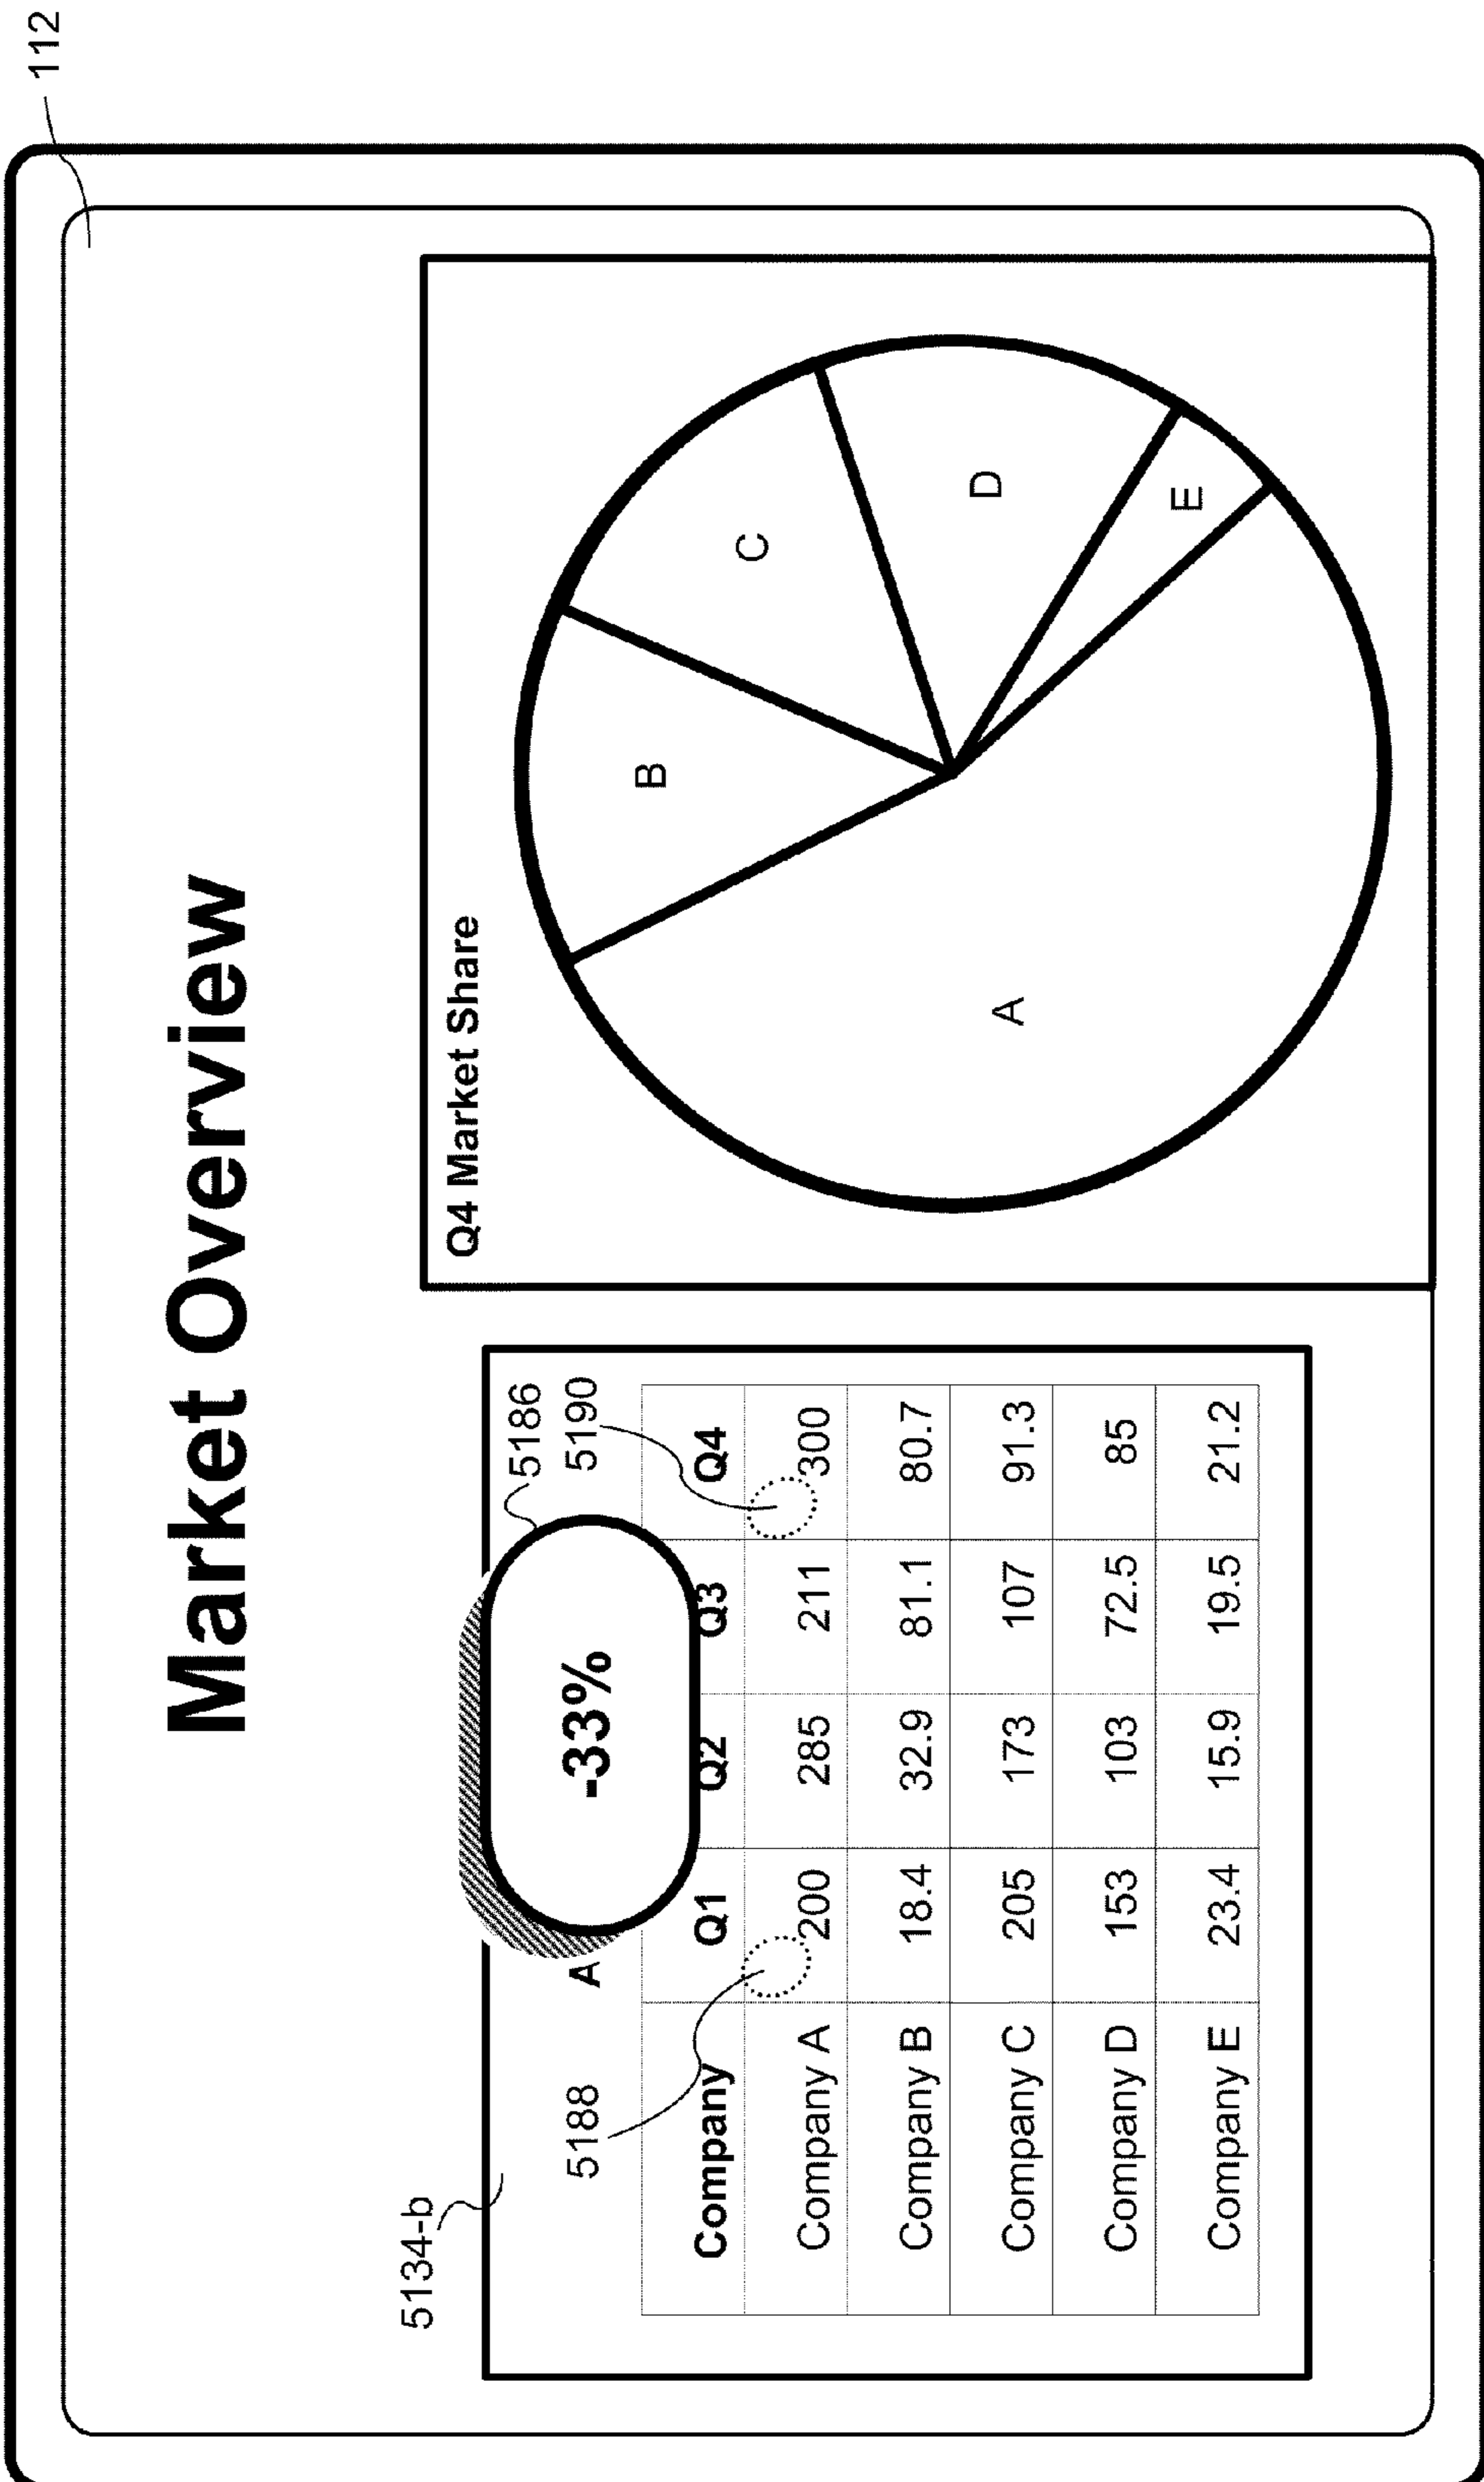 112
Market Overview
5134-b
5186
5188
5190
A
-33%
Company Q1 Q2 Q3 Q4
Company A 200 285 211 300
Company B 18.4 32.9 81.1 80.7
Company C 205 173 107 91.3
Company D 153 103 72.5 85
Company E 23.4 15.9 19.5 21.2
Q4 Market Share
B
C
D
E
A